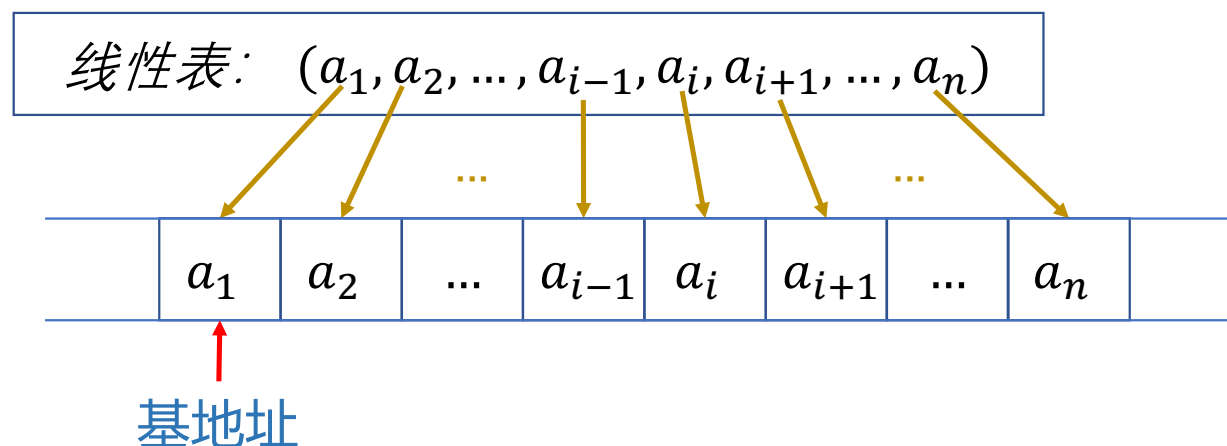 线性表： (a₁, a₂, …, aᵢ₋₁, aᵢ, aᵢ₊₁, …, aₙ)
… …
a₁ a₂ … aᵢ₋₁ aᵢ aᵢ₊₁ … aₙ
基地址